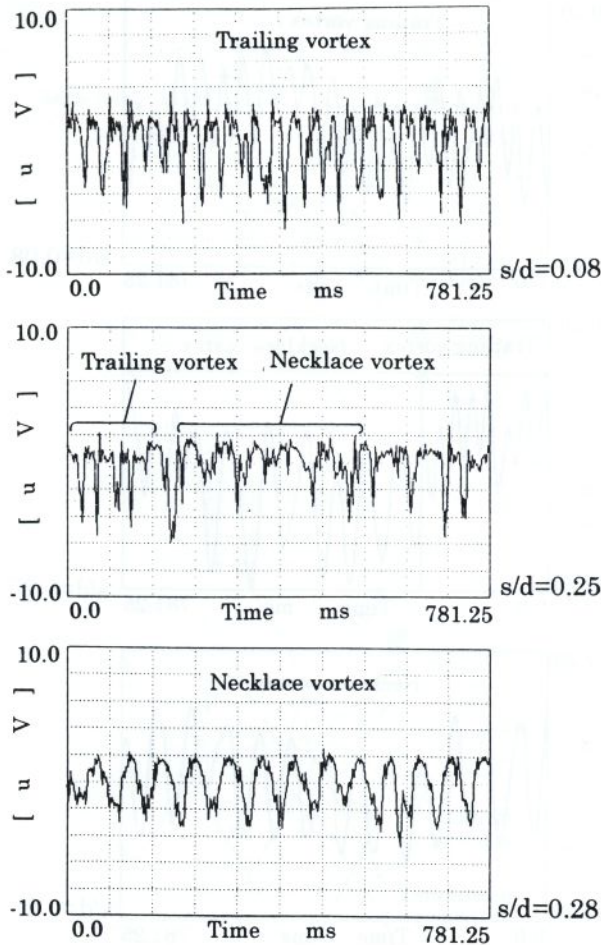 10.0
Trailing vortex
[ u V ]
-10.0
0.0 Time ms 781.25
s/d=0.08
10.0
Trailing vortex Necklace vortex
[ u V ]
-10.0
0.0 Time ms 781.25
s/d=0.25
10.0
Necklace vortex
[ u V ]
-10.0
0.0 Time ms 781.25
s/d=0.28